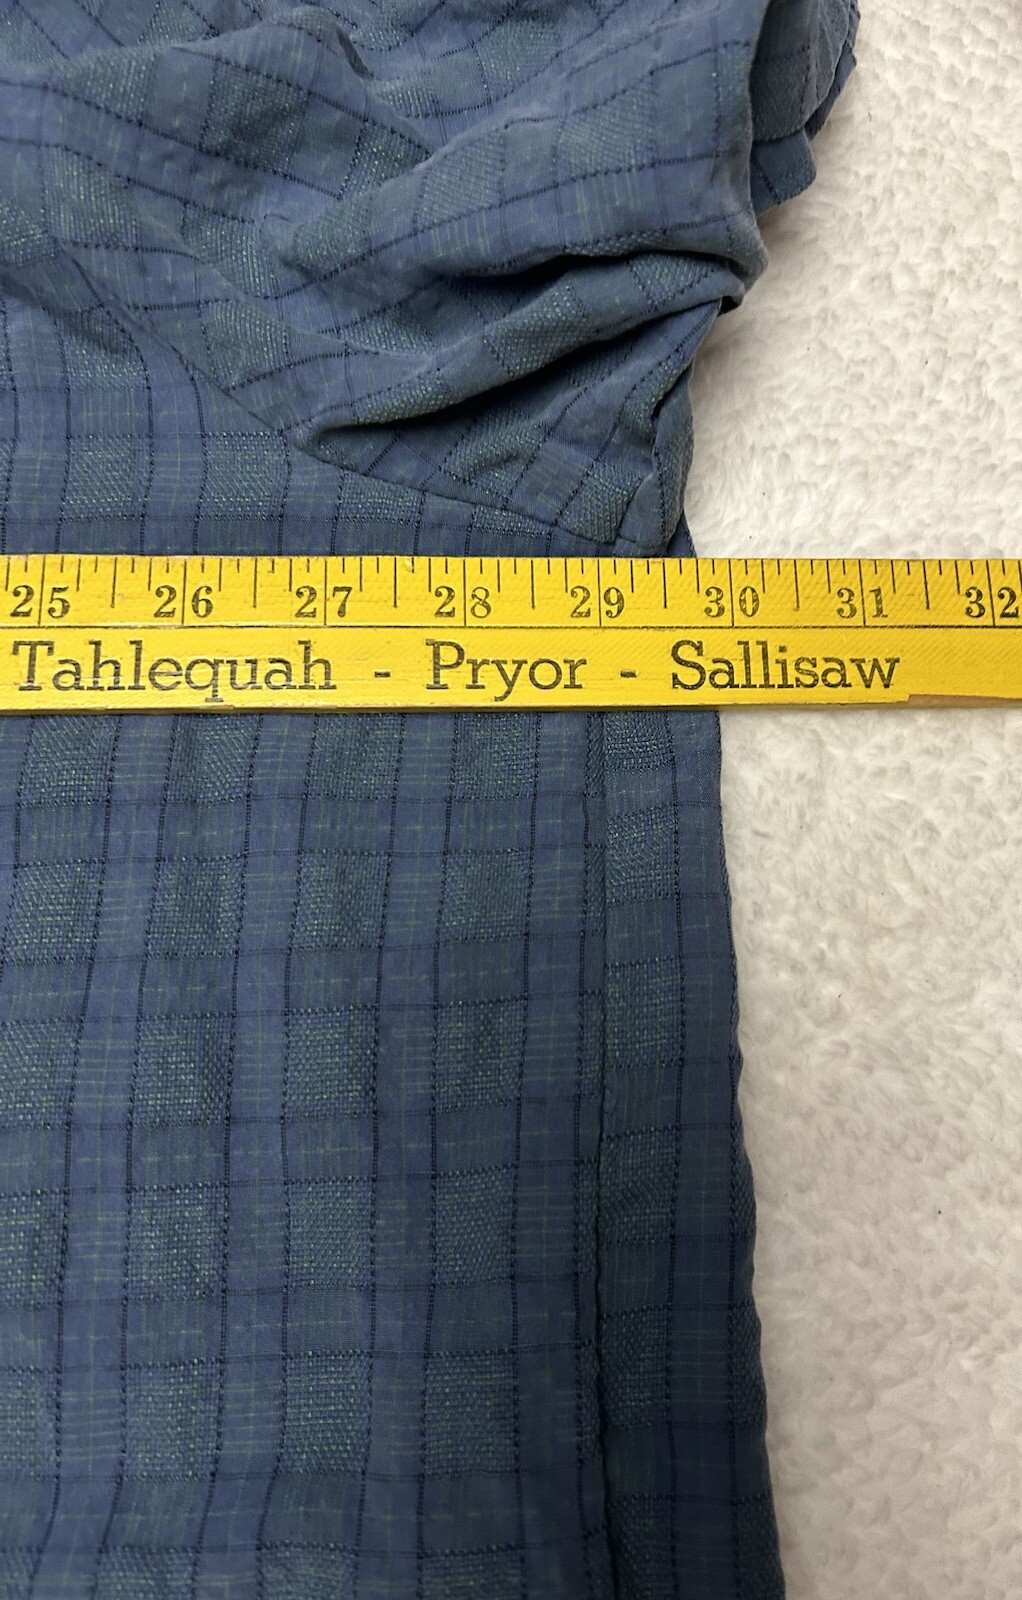 25 26 27 28 29 30 31 32
Tahlequah - Pryor - Sallisaw